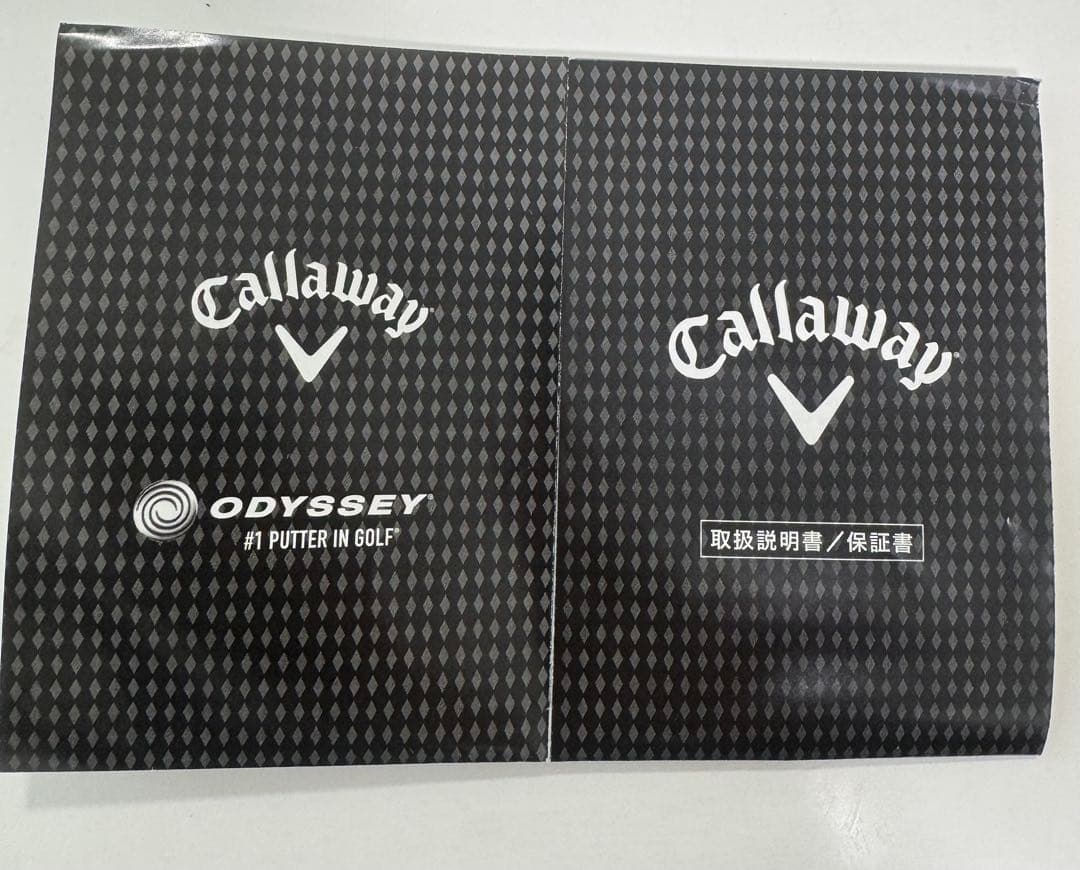 Callaway®
ODYSSEY®
#1 PUTTER IN GOLF®
Callaway®
取扱説明書/保証書